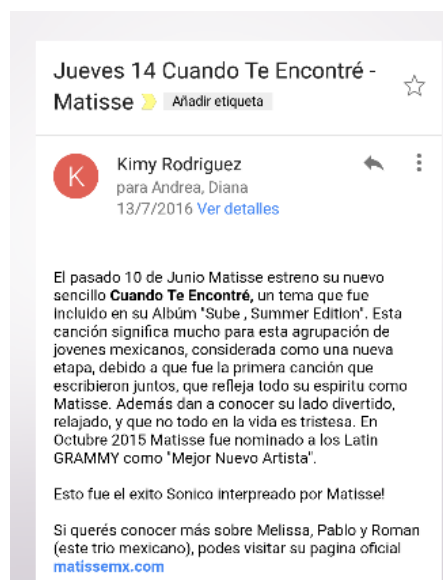 Jueves 14 Cuando Te Encontré -
Matisse Añadir etiqueta
K
Kimy Rodriguez
para Andrea, Diana
13/7/2016 Ver detalles
El pasado 10 de Junio Matisse estreno su nuevo
sencillo Cuando Te Encontré, un tema que fue
incluido en su Albúm "Sube , Summer Edition". Esta
canción significa mucho para esta agrupación de
jovenes mexicanos, considerada como una nueva
etapa, debido a que fue la primera canción que
escribieron juntos, que refleja todo su espiritu como
Matisse. Además dan a conocer su lado divertido,
relajado, y que no todo en la vida es tristesa. En
Octubre 2015 Matisse fue nominado a los Latin
GRAMMY como "Mejor Nuevo Artista".
Esto fue el exito Sonico interpreado por Matisse!
Si querés conocer más sobre Melissa, Pablo y Roman
(este trio mexicano), podes visitar su pagina oficial
matissemx.com